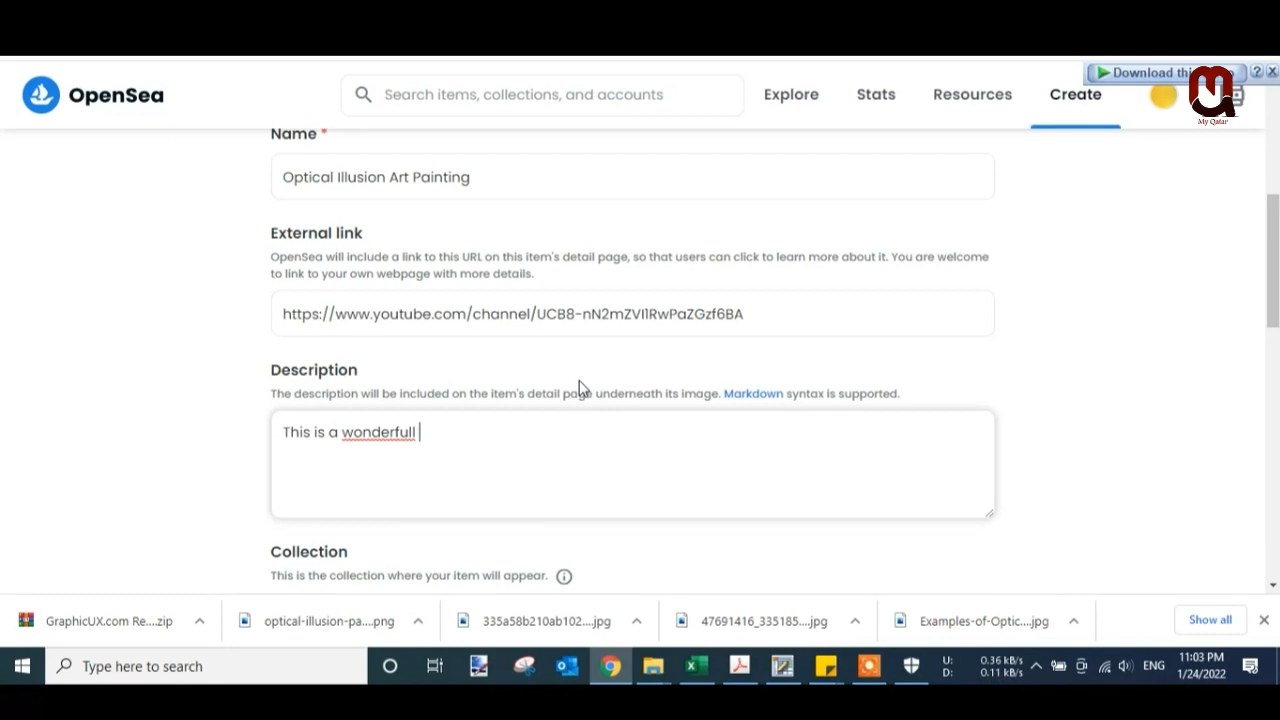 OpenSea
Search items, collections, and accounts
Explore
Stats
Resources
Create
Download thi
My Qatar
Name *
Optical Illusion Art Painting
External link
OpenSea will include a link to this URL on this item's detail page, so that users can click to learn more about it. You are welcome
to link to your own webpage with more details.
https://www.youtube.com/channel/UCB8-nN2mZVI1RwPaZGzf6BA
Description
The description will be included on the item's detail page underneath its image. Markdown syntax is supported.
This is a wonderfull
Collection
This is the collection where your item will appear.
GraphicUX.com Re....zip
optical-illusion-pa....png
335a58b210ab102....jpg
47691416_335185....jpg
Examples-of-Optic....jpg
Show all
Type here to search
U: 0.36 kB/s
D: 0.11 kB/s
ENG
11:03 PM
1/24/2022